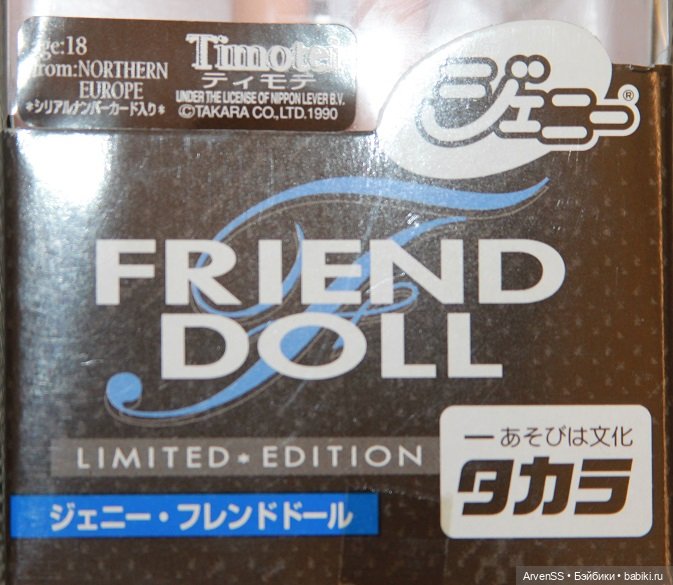 Age:18
from:NORTHERN
EUROPE
*シリアルナンバーカード入り*
Timotei
ティモテ
UNDER THE LICENSE OF NIPPON LEVER B.V.
©TAKARA CO.,LTD.1990
ジェニー®
FRIEND
DOLL
LIMITED*EDITION
ジェニー・フレンドドール
—あそびは文化
タカラ
ArvenSS • Бэйбики • babiki.ru